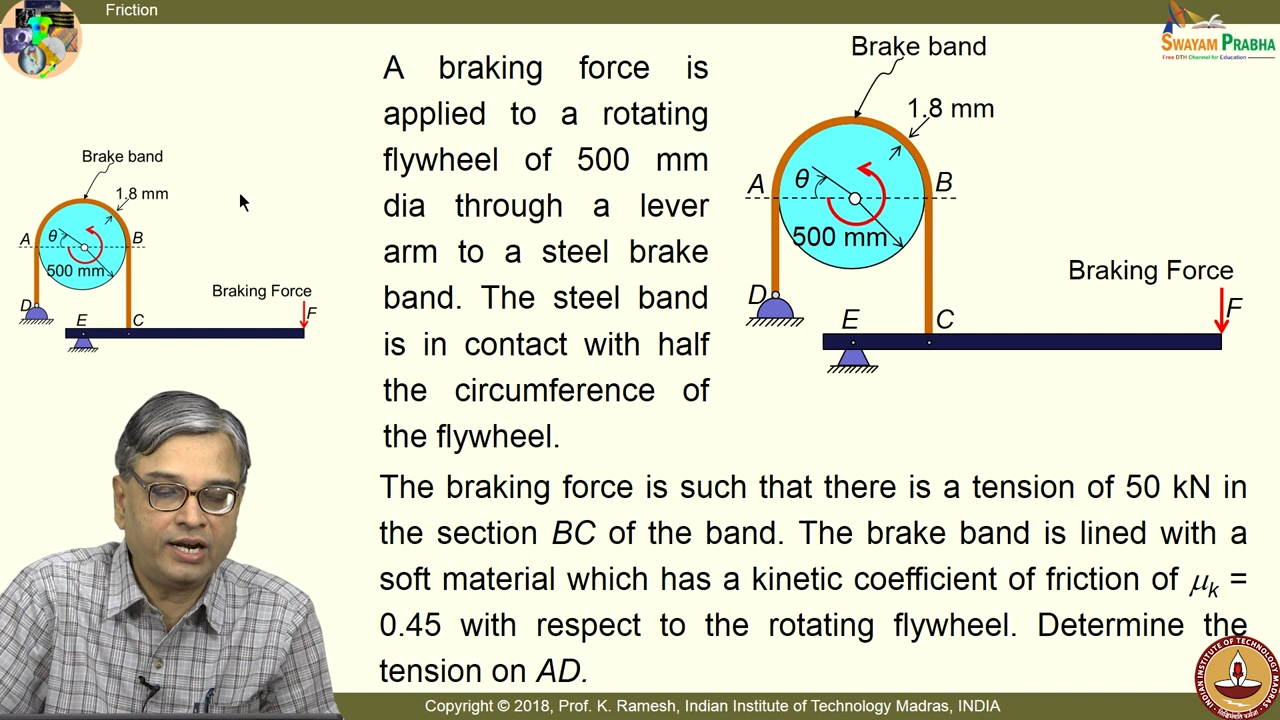 Friction
SWAYAM PRABHA
Free DTH Channel for Education
A braking force is
applied to a rotating
flywheel of 500 mm
dia through a lever
arm to a steel brake
band. The steel band
is in contact with half
the circumference of
the flywheel.
The braking force is such that there is a tension of 50 kN in
the section BC of the band. The brake band is lined with a
soft material which has a kinetic coefficient of friction of μk =
0.45 with respect to the rotating flywheel. Determine the
tension on AD.
Brake band
1.8 mm
A
θ
B
500 mm
D
E
C
Braking Force
F
Brake band
1.8 mm
A
θ
B
500 mm
D
E
C
Braking Force
F
INDIAN INSTITUTE OF TECHNOLOGY MADRAS
Copyright © 2018, Prof. K. Ramesh, Indian Institute of Technology Madras, INDIA